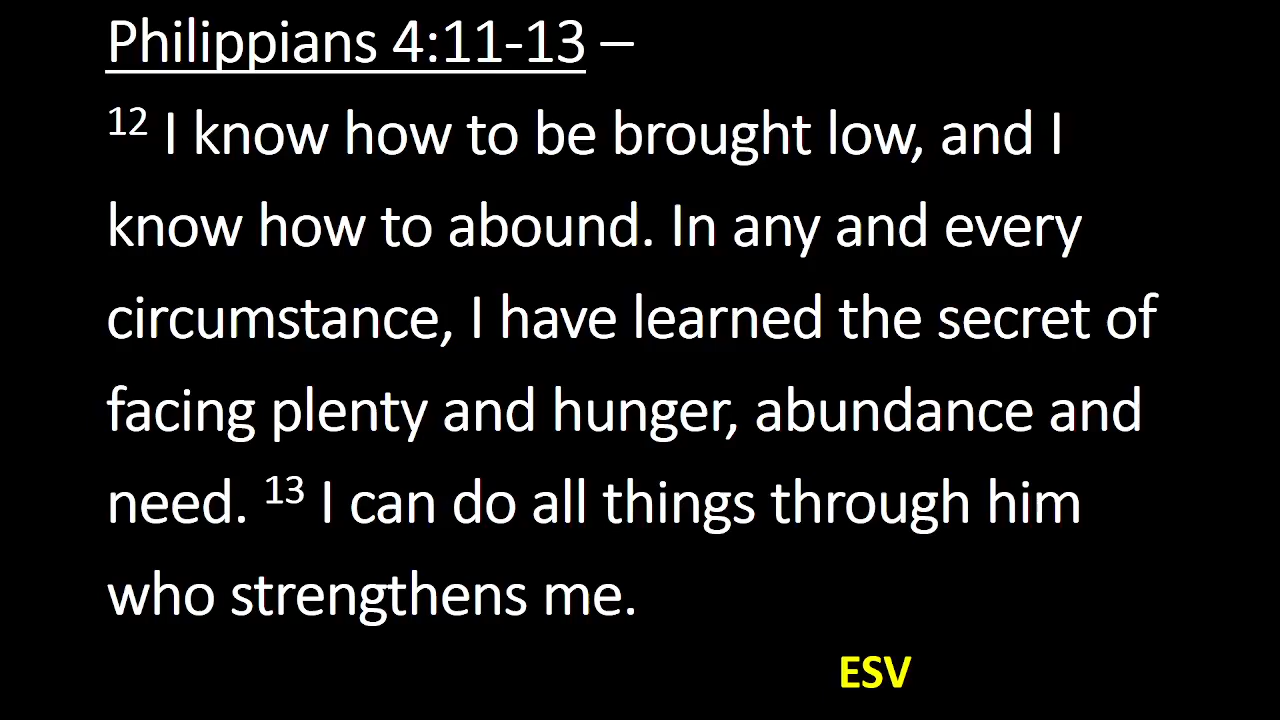 Philippians 4:11-13 –
12 I know how to be brought low, and I
know how to abound. In any and every
circumstance, I have learned the secret of
facing plenty and hunger, abundance and
need. 13 I can do all things through him
who strengthens me.
ESV